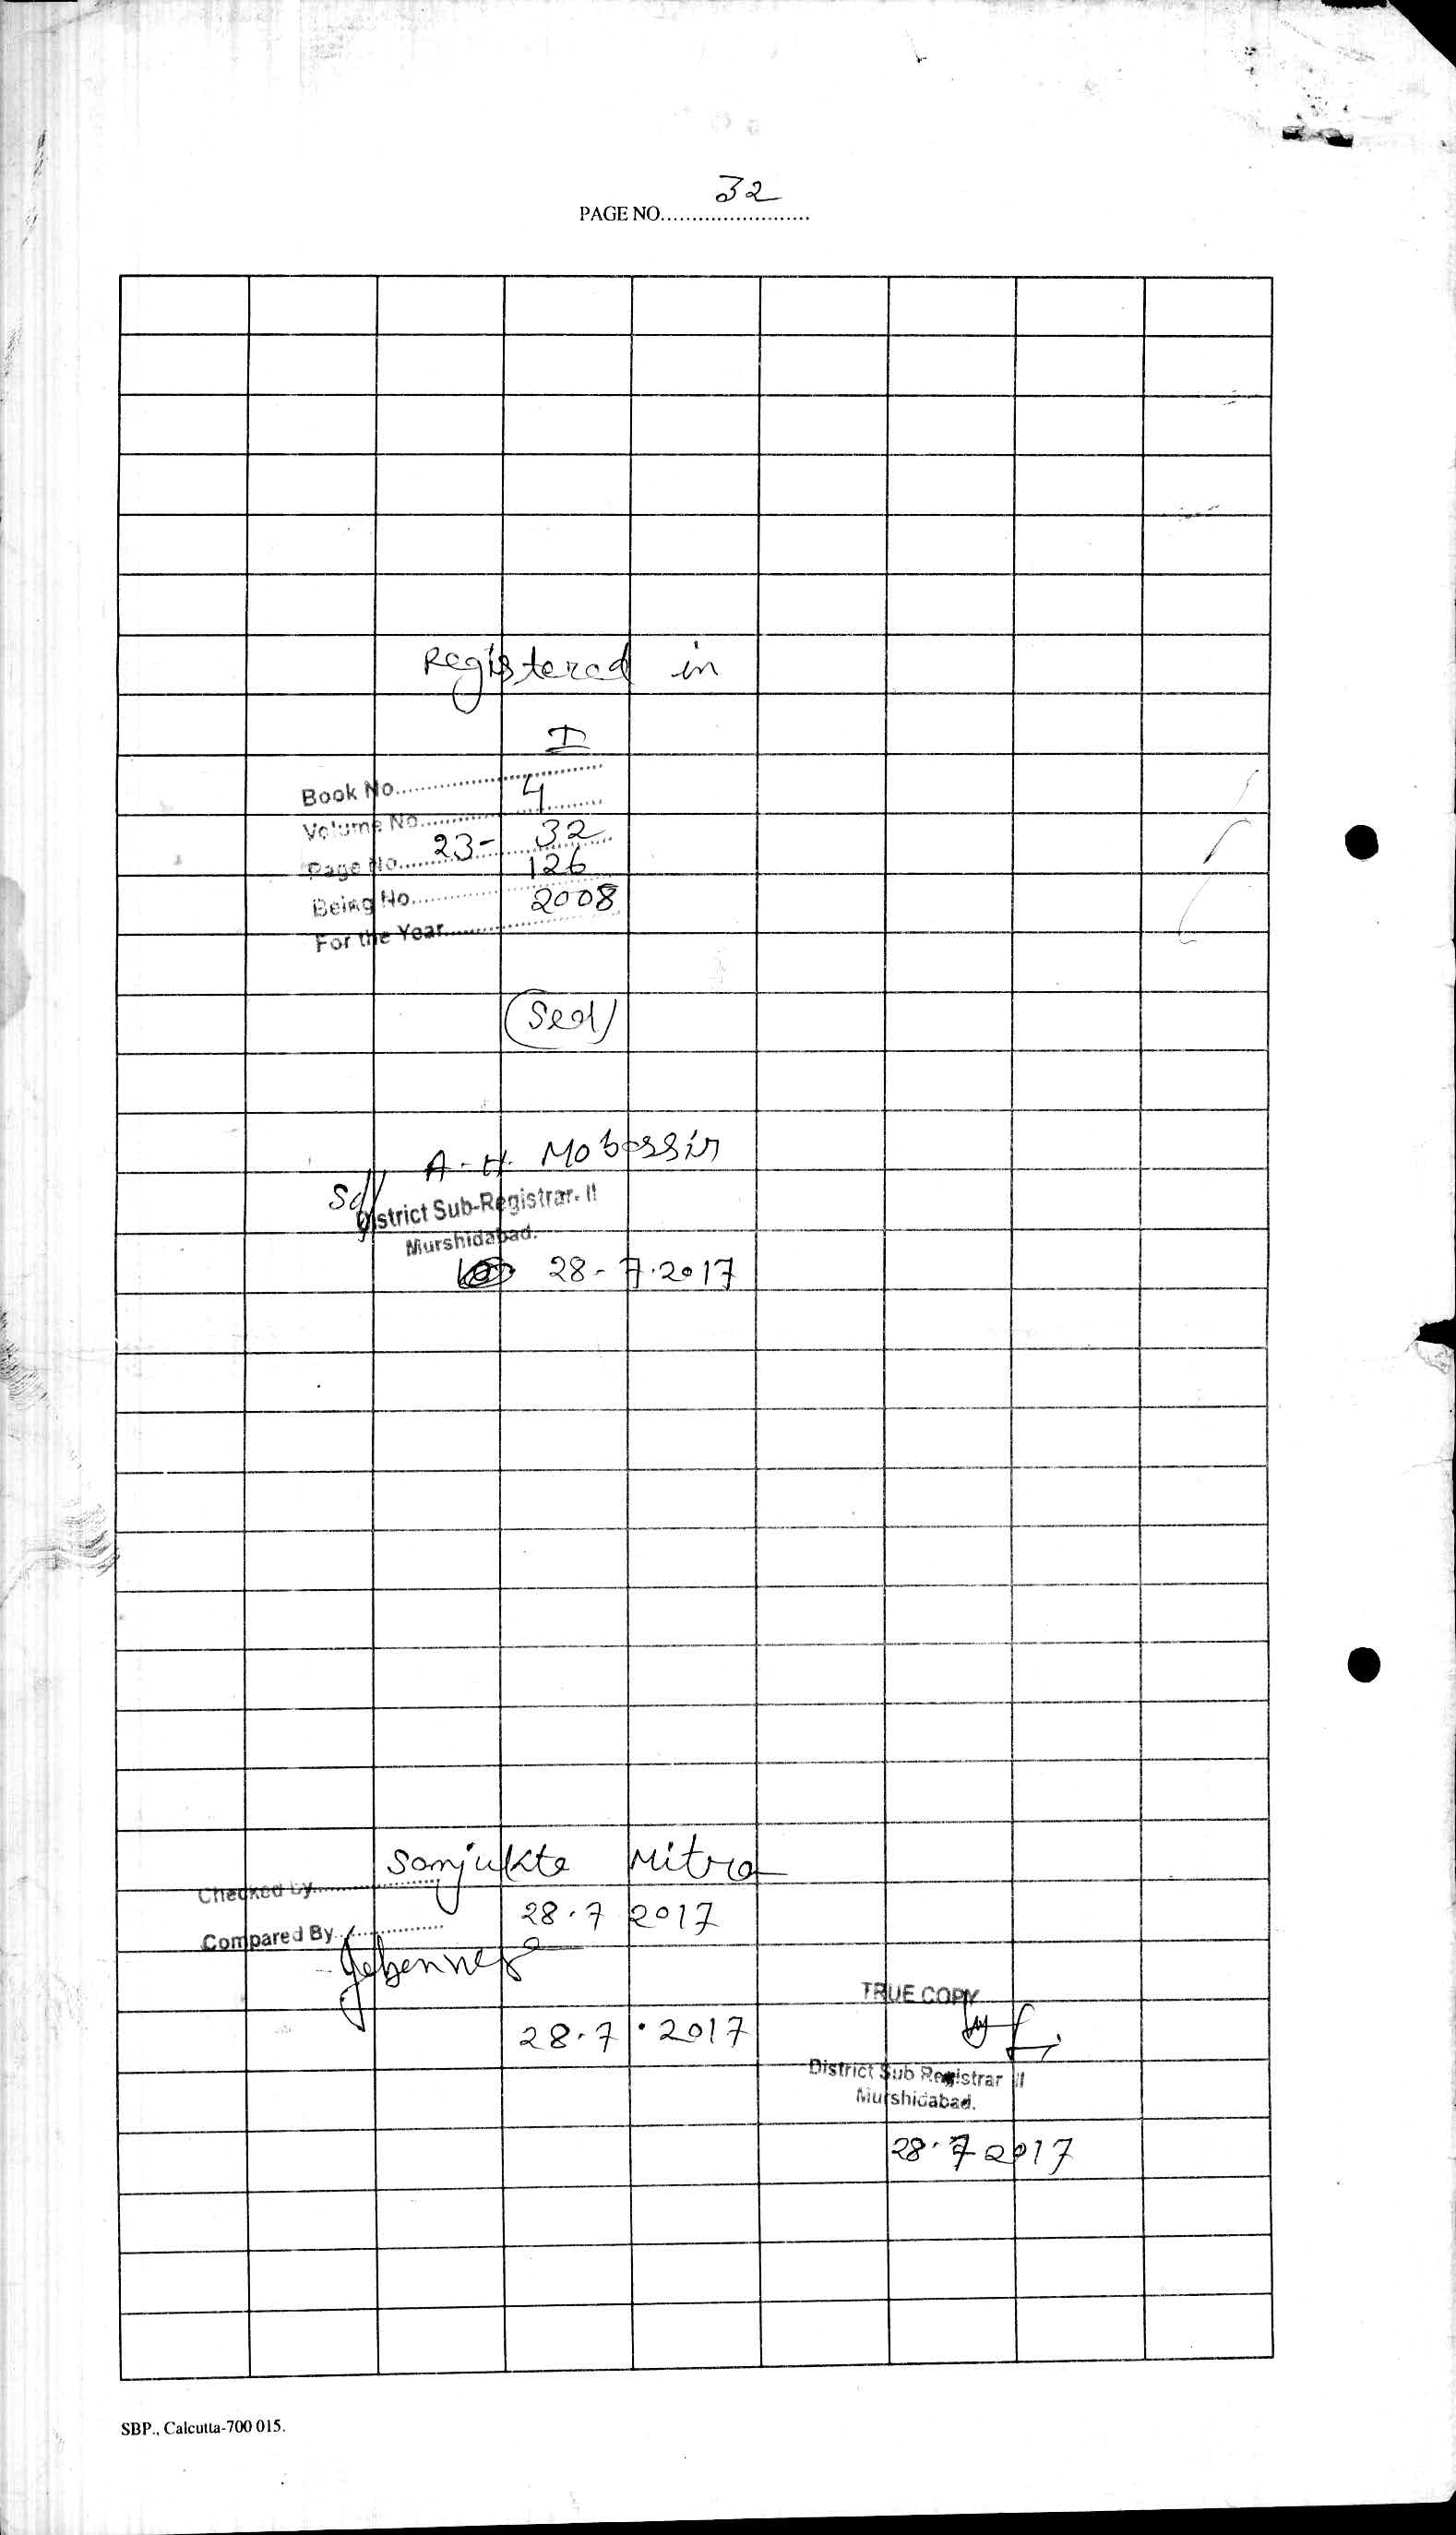 32
PAGE NO.........................
Registered in
I
Book No.............................
4
Volume No.........................
23 - 32
Page No.............................
126
Being No...........................
2008
For the Year.......................
Seal
A. H. Mobassir
Sd/
District Sub-Registrar. II
Murshidabad.
28-7.2017
Sanjukta Mitra
Checked by...................
28.7 2017
Compared By.................
28.7.2017
TRUE COPY
District Sub Registrar II
Murshidabad.
28.7 2017
SBP., Calcutta-700 015.